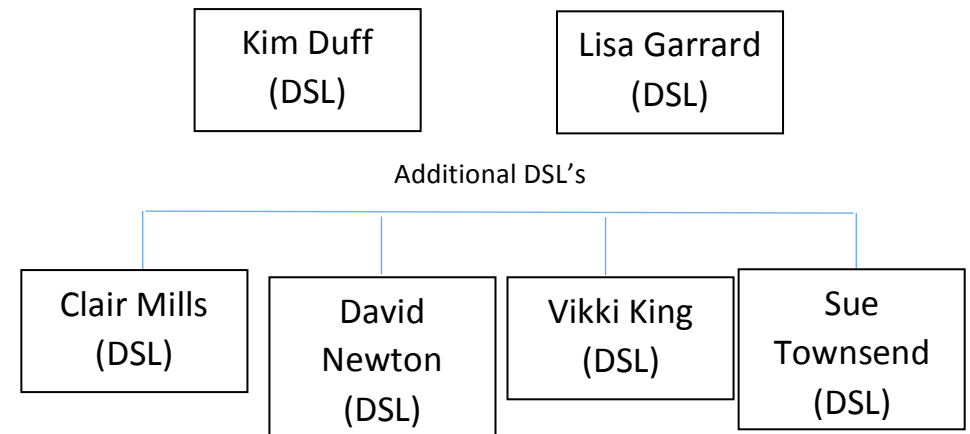 Kim Duff
(DSL)
Lisa Garrard
(DSL)
Additional DSL’s
Clair Mills
(DSL)
David
Newton
(DSL)
Vikki King
(DSL)
Sue
Townsend
(DSL)